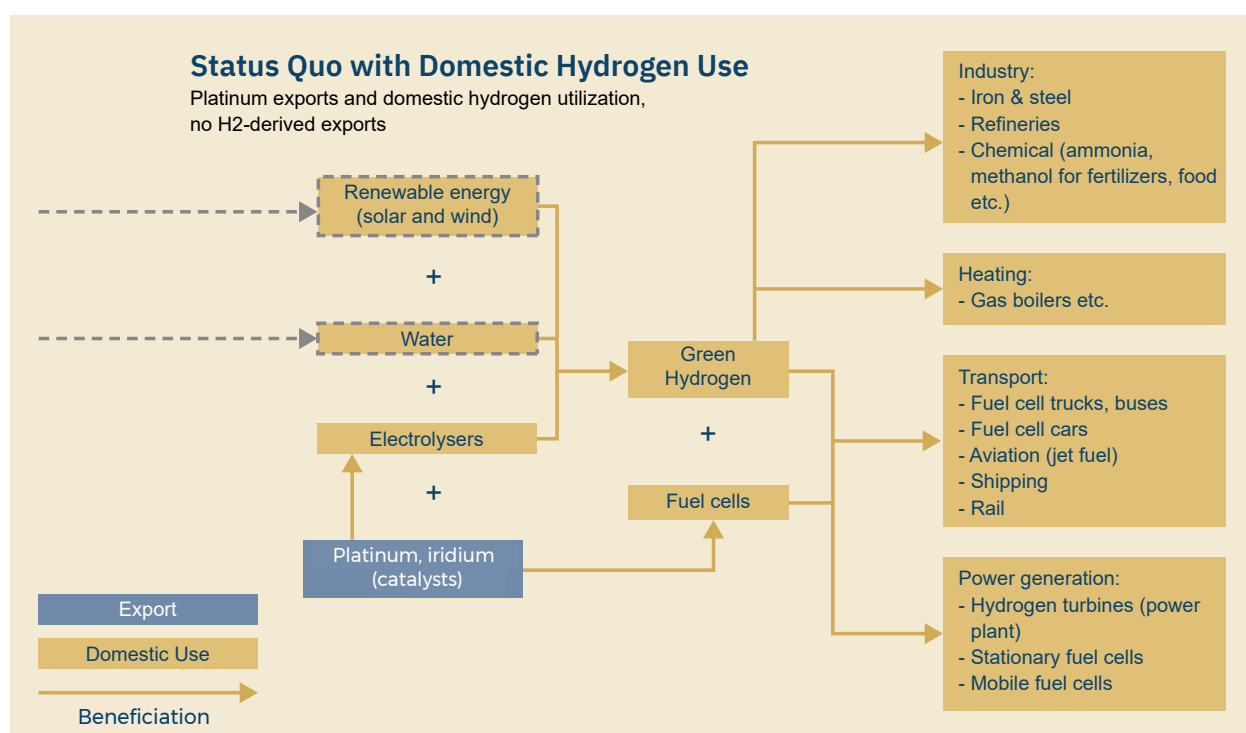 Status Quo with Domestic Hydrogen Use
Platinum exports and domestic hydrogen utilization,
no H2-derived exports
Renewable energy
(solar and wind)
+
Water
+
Electrolysers
+
Platinum, iridium
(catalysts)
Green
Hydrogen
+
Fuel cells
Industry:
- Iron & steel
- Refineries
- Chemical (ammonia,
methanol for fertilizers, food
etc.)
Heating:
- Gas boilers etc.
Transport:
- Fuel cell trucks, buses
- Fuel cell cars
- Aviation (jet fuel)
- Shipping
- Rail
Power generation:
- Hydrogen turbines (power
plant)
- Stationary fuel cells
- Mobile fuel cells
Export
Domestic Use
Beneficiation